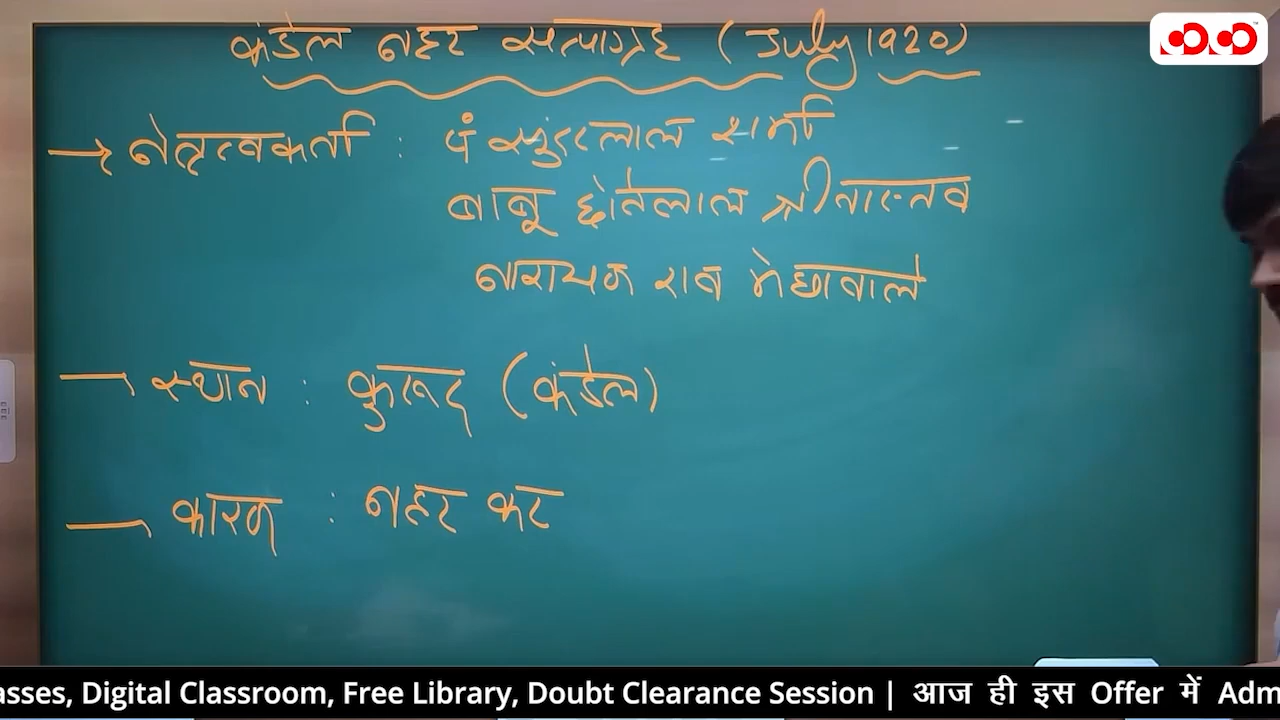 कंडेल नहर सत्याग्रह (July 1920)
→ नेतृत्वकर्ता : पं सुंदरलाल शर्मा
बाबू छोटेलाल श्रीवास्तव
नारायण राव मेघावाले
— स्थान : कुरूद (कंडेल)
— कारण : नहर कर
asses, Digital Classroom, Free Library, Doubt Clearance Session | आज ही इस Offer में Adm